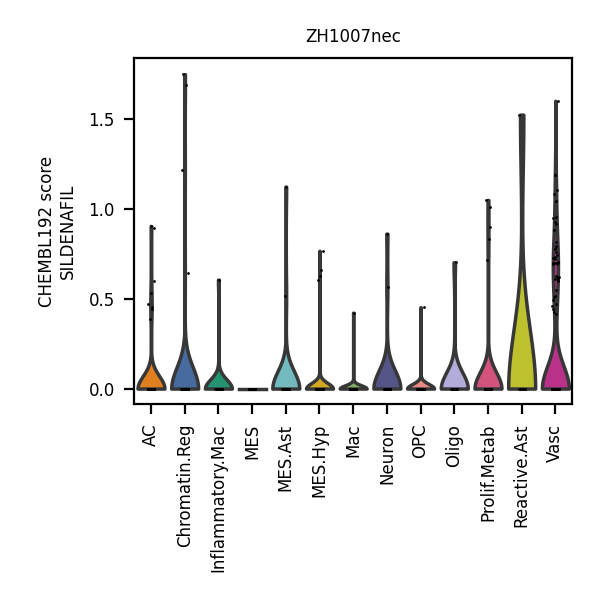 ZH1007nec
CHEMBL192 score
SILDENAFIL
1.5
1.0
0.5
0.0
AC
Chromatin.Reg
Inflammatory.Mac
MES
MES.Ast
MES.Hyp
Mac
Neuron
OPC
Oligo
Prolif.Metab
Reactive.Ast
Vasc